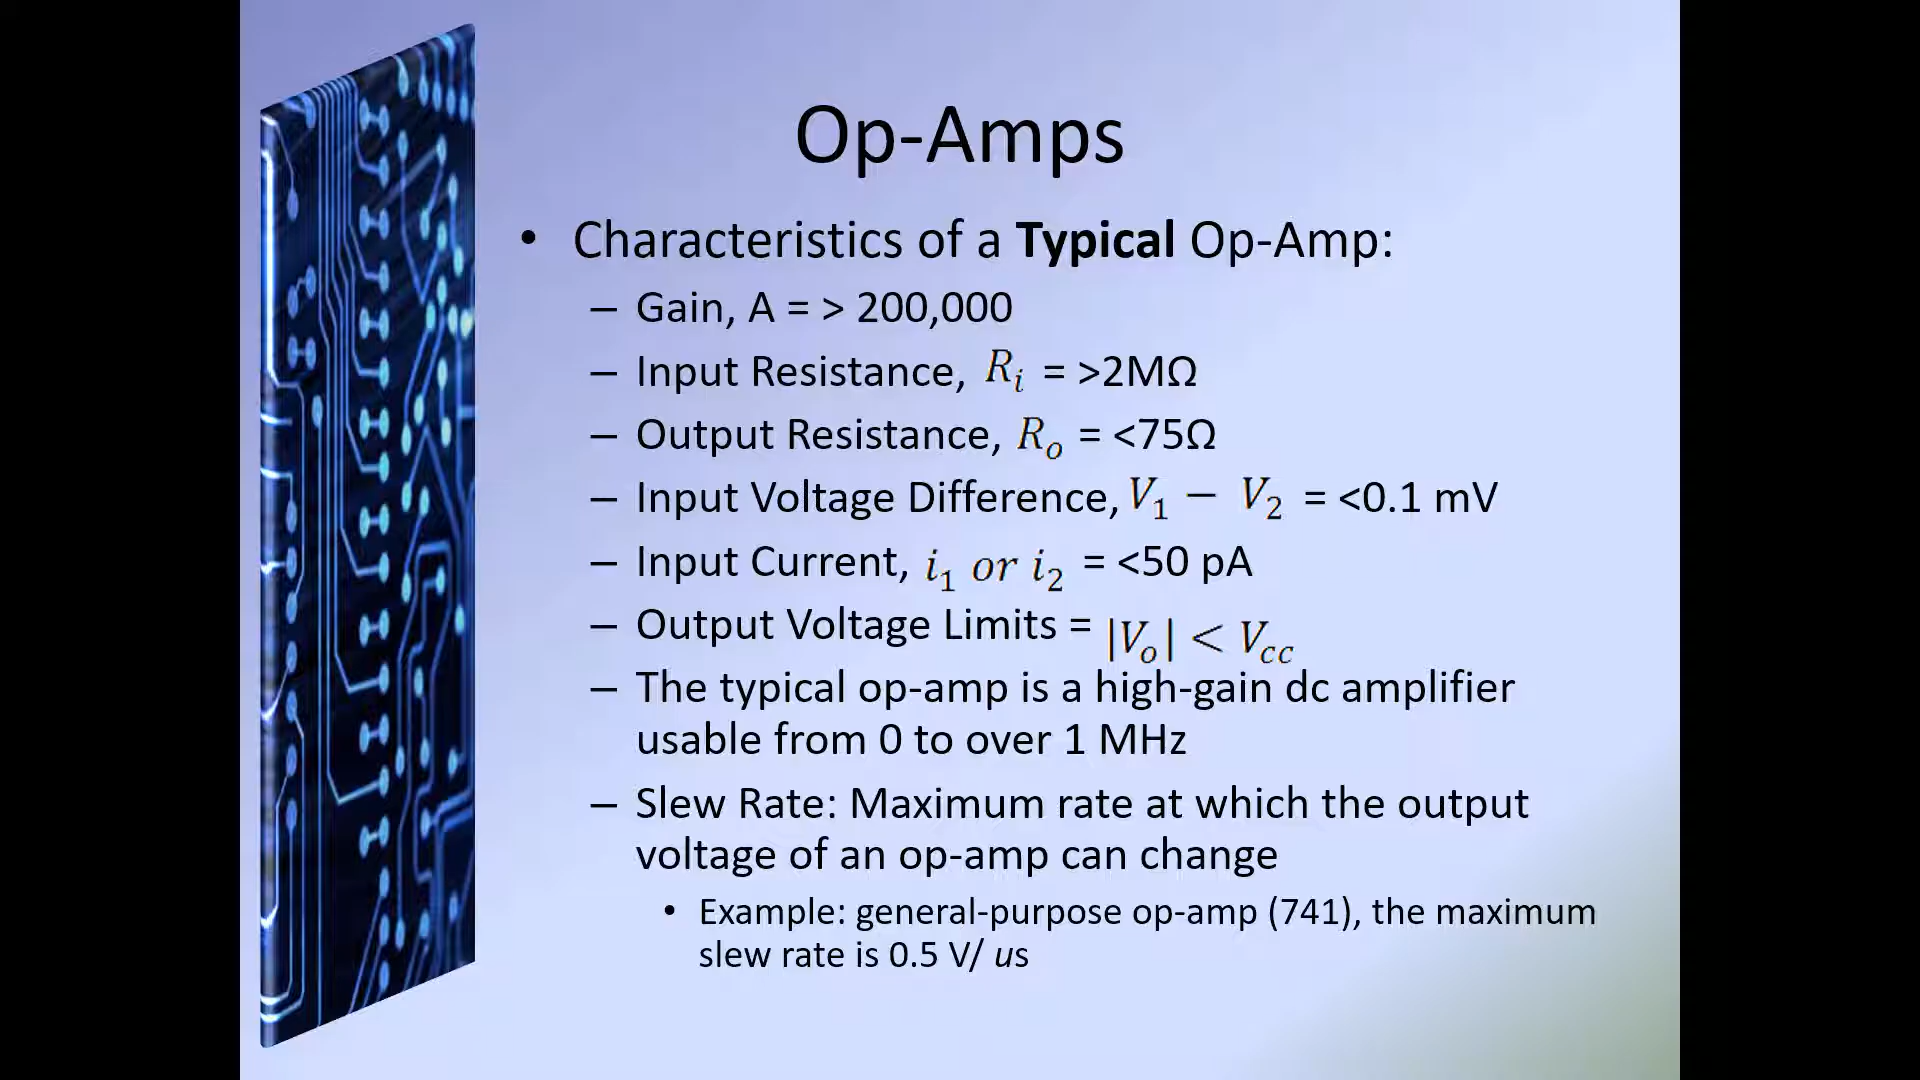 Op-Amps
• Characteristics of a Typical Op-Amp:
– Gain, A = > 200,000
– Input Resistance, Rᵢ = >2MΩ
– Output Resistance, Rₒ = <75Ω
– Input Voltage Difference, V₁ − V₂ = <0.1 mV
– Input Current, i₁ or i₂ = <50 pA
– Output Voltage Limits = |Vₒ| < V_cc
– The typical op-amp is a high-gain dc amplifier
usable from 0 to over 1 MHz
– Slew Rate: Maximum rate at which the output
voltage of an op-amp can change
• Example: general-purpose op-amp (741), the maximum
slew rate is 0.5 V/ us